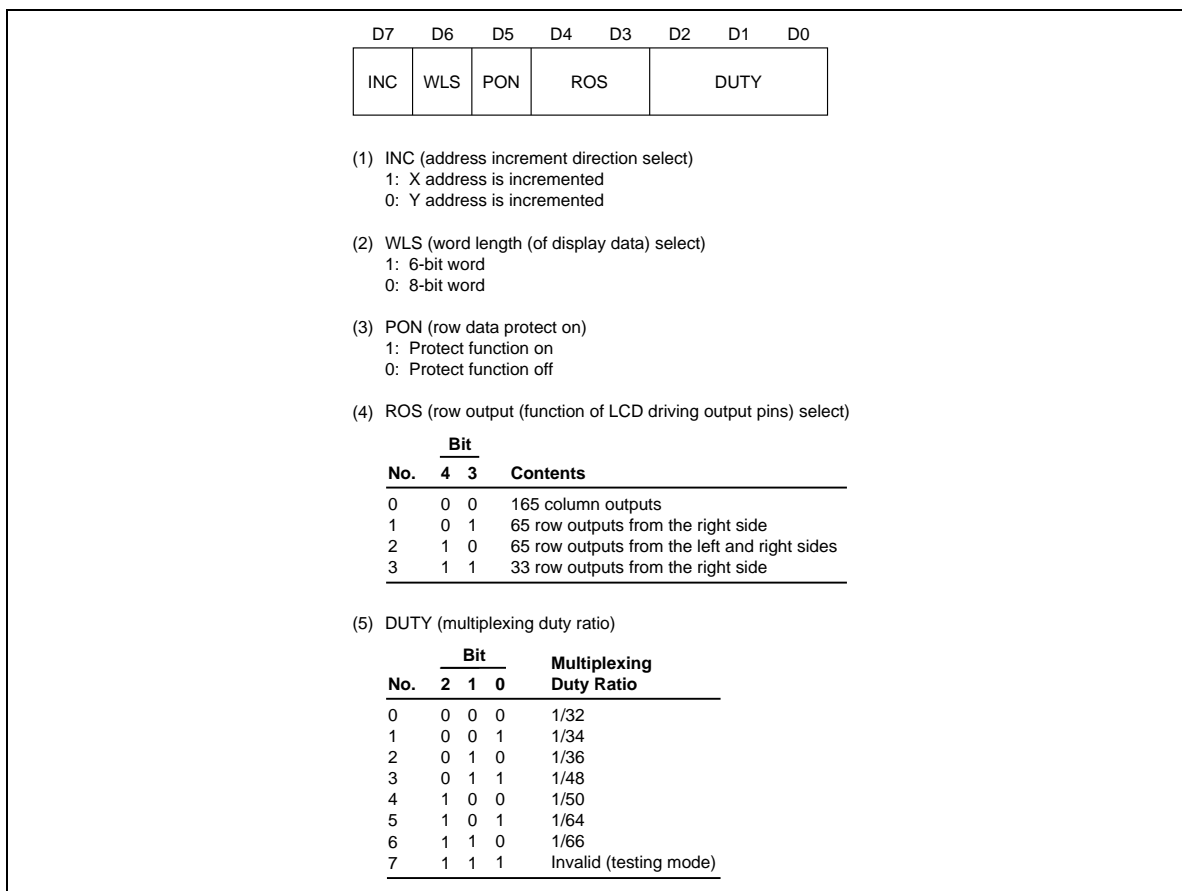 D7 D6 D5 D4 D3 D2 D1 D0
INC WLS PON ROS DUTY
(1) INC (address increment direction select)
1: X address is incremented
0: Y address is incremented
(2) WLS (word length (of display data) select)
1: 6-bit word
0: 8-bit word
(3) PON (row data protect on)
1: Protect function on
0: Protect function off
(4) ROS (row output (function of LCD driving output pins) select)
Bit
No. 4 3 Contents
0 0 0 165 column outputs
1 0 1 65 row outputs from the right side
2 1 0 65 row outputs from the left and right sides
3 1 1 33 row outputs from the right side
(5) DUTY (multiplexing duty ratio)
Bit Multiplexing
No. 2 1 0 Duty Ratio
0 0 0 0 1/32
1 0 0 1 1/34
2 0 1 0 1/36
3 0 1 1 1/48
4 1 0 0 1/50
5 1 0 1 1/64
6 1 1 0 1/66
7 1 1 1 Invalid (testing mode)